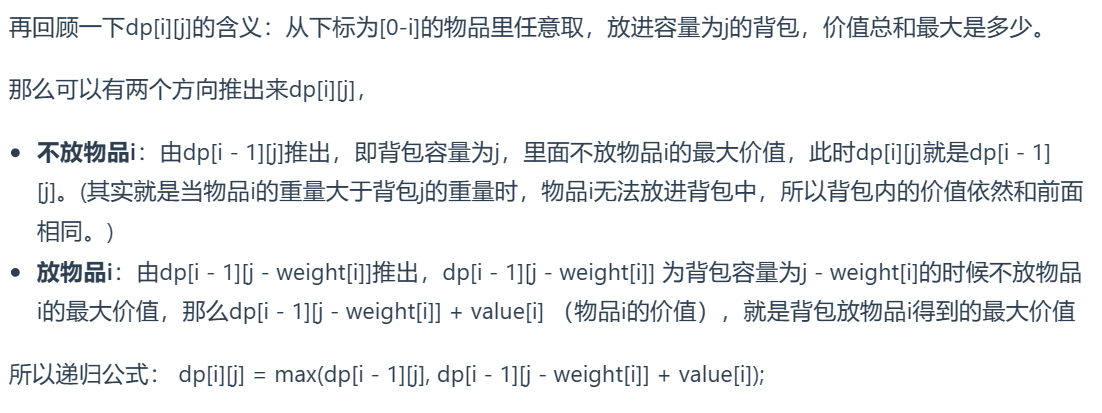 再回顾一下dp[i][j]的含义：从下标为[0-i]的物品里任意取，放进容量为j的背包，价值总和最大是多少。
那么可以有两个方向推出来dp[i][j]，
• 不放物品i：由dp[i - 1][j]推出，即背包容量为j，里面不放物品i的最大价值，此时dp[i][j]就是dp[i - 1]
[j]。(其实就是当物品i的重量大于背包j的重量时，物品i无法放进背包中，所以背包内的价值依然和前面
相同。)
• 放物品i：由dp[i - 1][j - weight[i]]推出，dp[i - 1][j - weight[i]] 为背包容量为j - weight[i]的时候不放物品
i的最大价值，那么dp[i - 1][j - weight[i]] + value[i] （物品i的价值），就是背包放物品i得到的最大价值
所以递归公式： dp[i][j] = max(dp[i - 1][j], dp[i - 1][j - weight[i]] + value[i]);